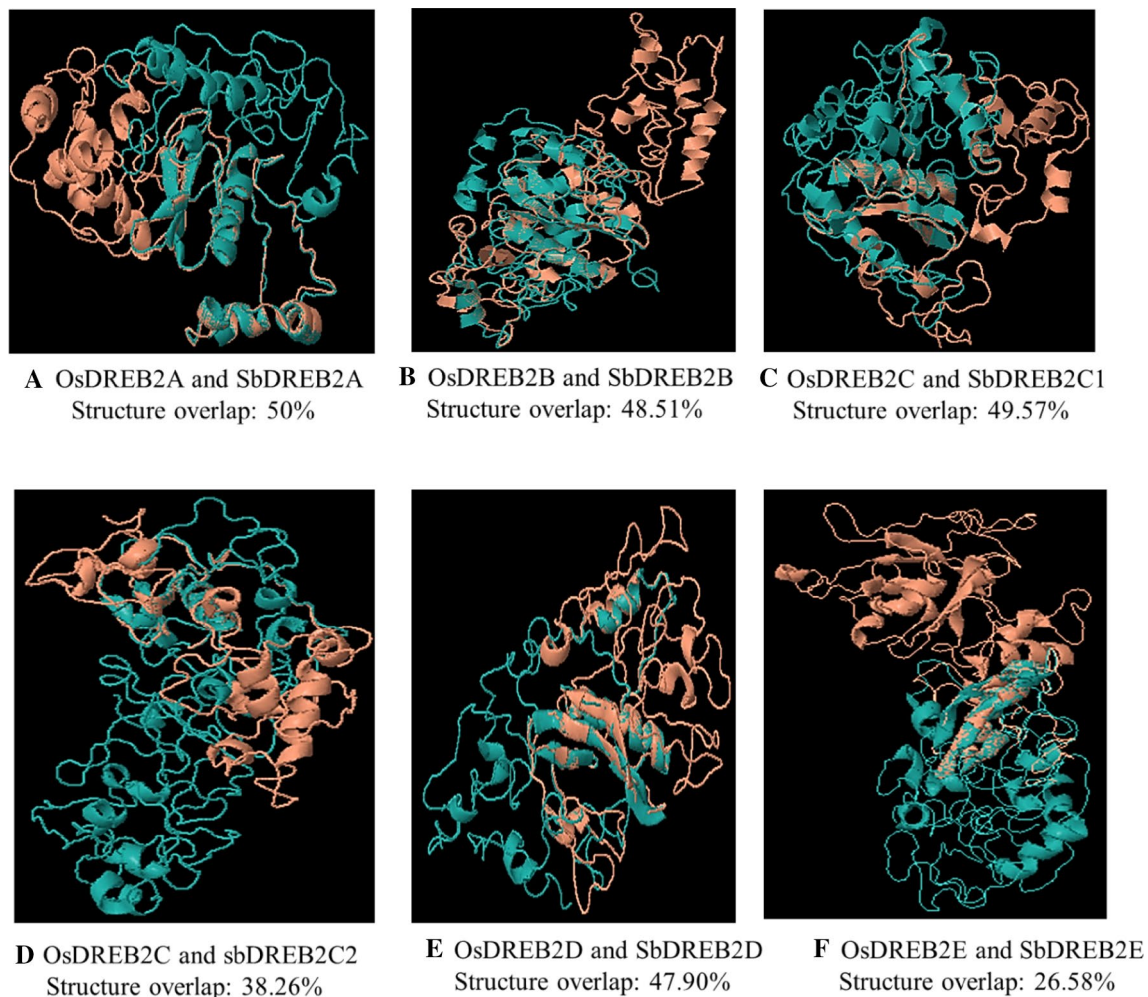 A OsDREB2A and SbDREB2A
Structure overlap: 50%
B OsDREB2B and SbDREB2B
Structure overlap: 48.51%
C OsDREB2C and SbDREB2C1
Structure overlap: 49.57%
D OsDREB2C and sbDREB2C2
Structure overlap: 38.26%
E OsDREB2D and SbDREB2D
Structure overlap: 47.90%
F OsDREB2E and SbDREB2E
Structure overlap: 26.58%